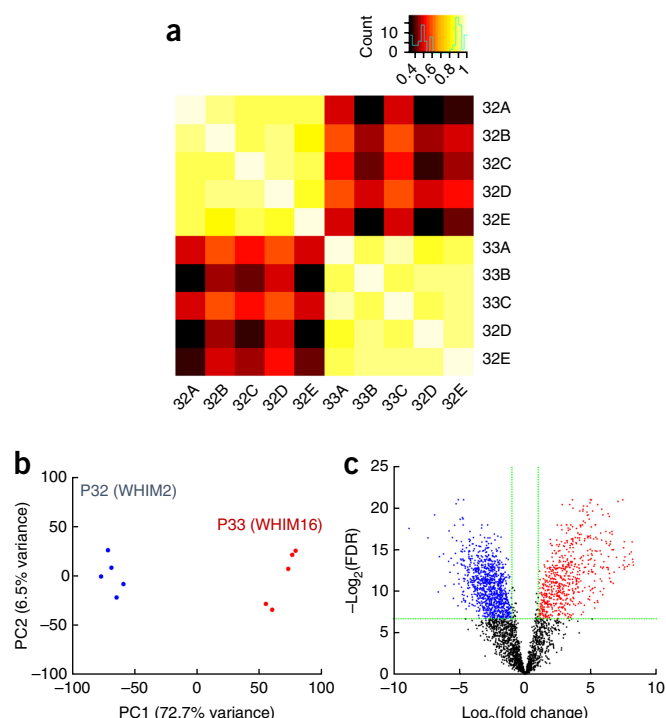 a
Count
10
0
0.4
0.6
0.8
1
32A
32B
32C
32D
32E
33A
33B
33C
32D
32E
32A 32B 32C 32D 32E 33A 33B 33C 32D 32E
b
100
50
0
−50
−100
PC2 (6.5% variance)
P32 (WHIM2)
P33 (WHIM16)
−100 −50 0 50 100
PC1 (72.7% variance)
c
25
20
15
10
5
0
−Log2(FDR)
−10 −5 0 5 10
Log2(fold change)